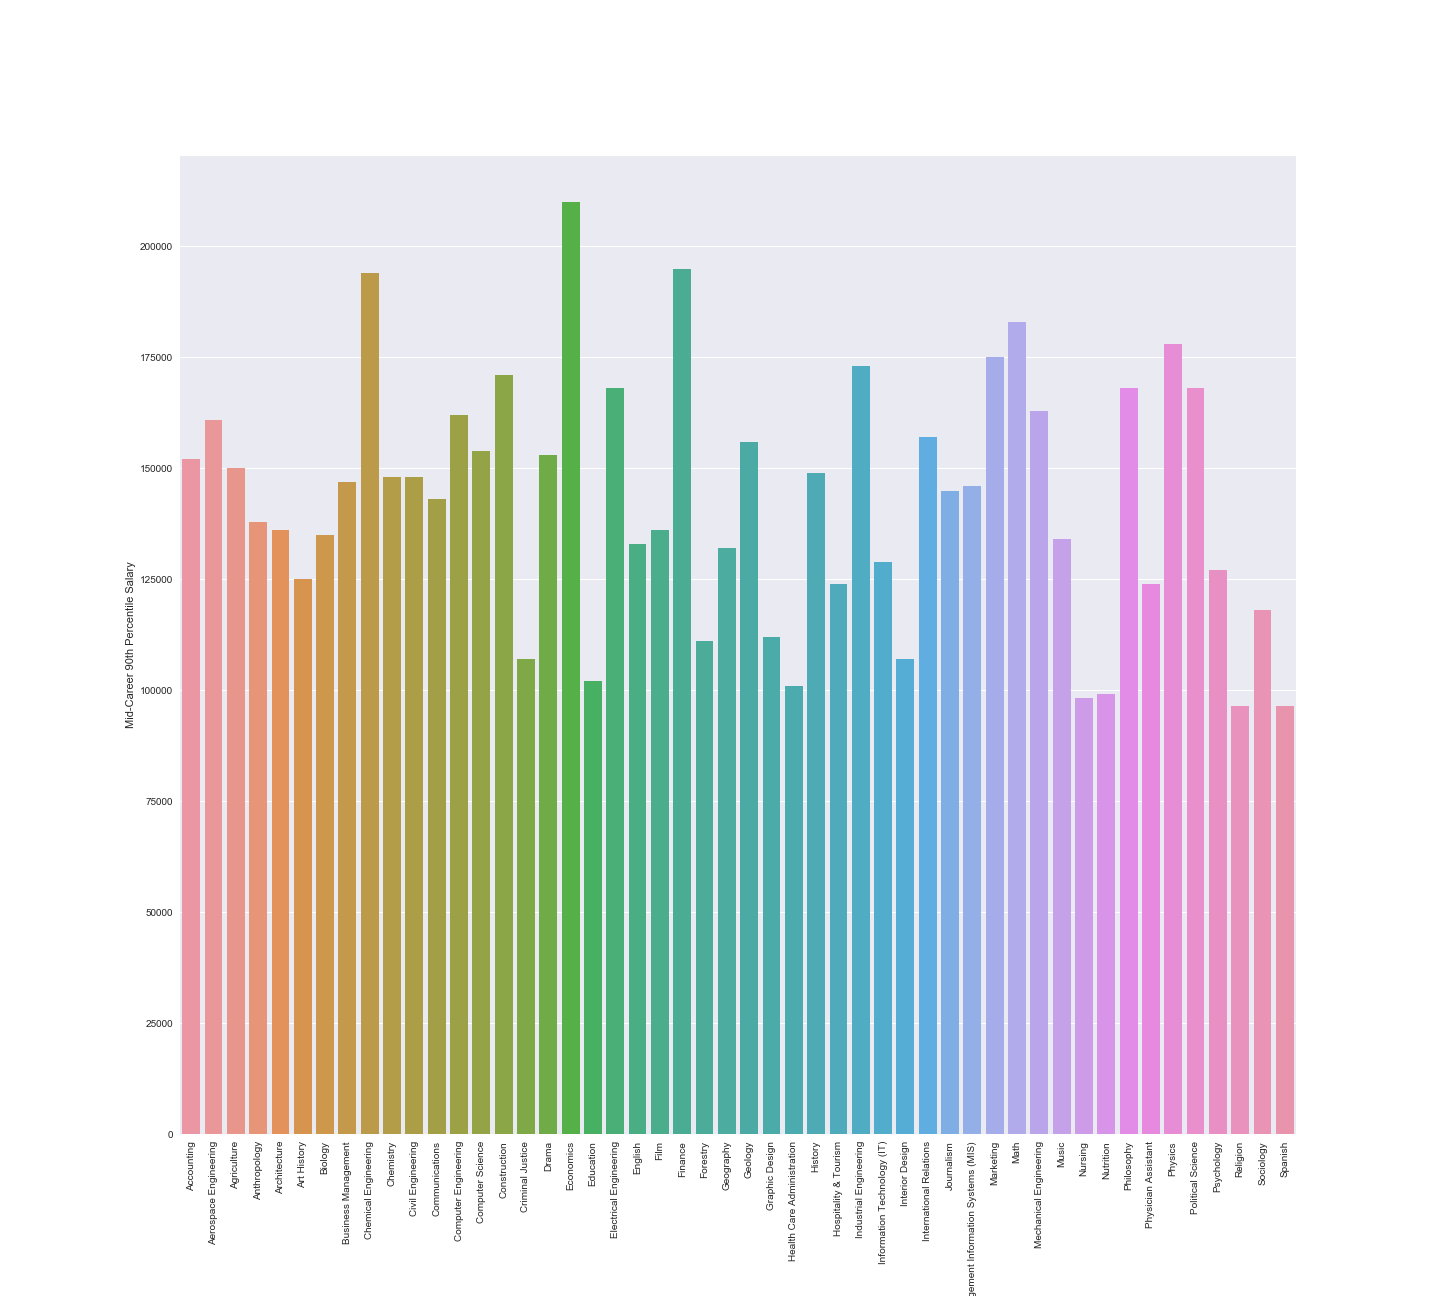 200000
175000
150000
125000
100000
75000
50000
25000
0
Mid-Career 90th Percentile Salary
Accounting
Aerospace Engineering
Agriculture
Anthropology
Architecture
Art History
Biology
Business Management
Chemical Engineering
Chemistry
Civil Engineering
Communications
Computer Engineering
Computer Science
Construction
Criminal Justice
Drama
Economics
Education
Electrical Engineering
English
Film
Finance
Forestry
Geography
Geology
Graphic Design
Health Care Administration
History
Hospitality & Tourism
Industrial Engineering
Information Technology (IT)
Interior Design
International Relations
Journalism
gement Information Systems (MIS)
Marketing
Math
Mechanical Engineering
Music
Nursing
Nutrition
Philosophy
Physician Assistant
Physics
Political Science
Psychology
Religion
Sociology
Spanish